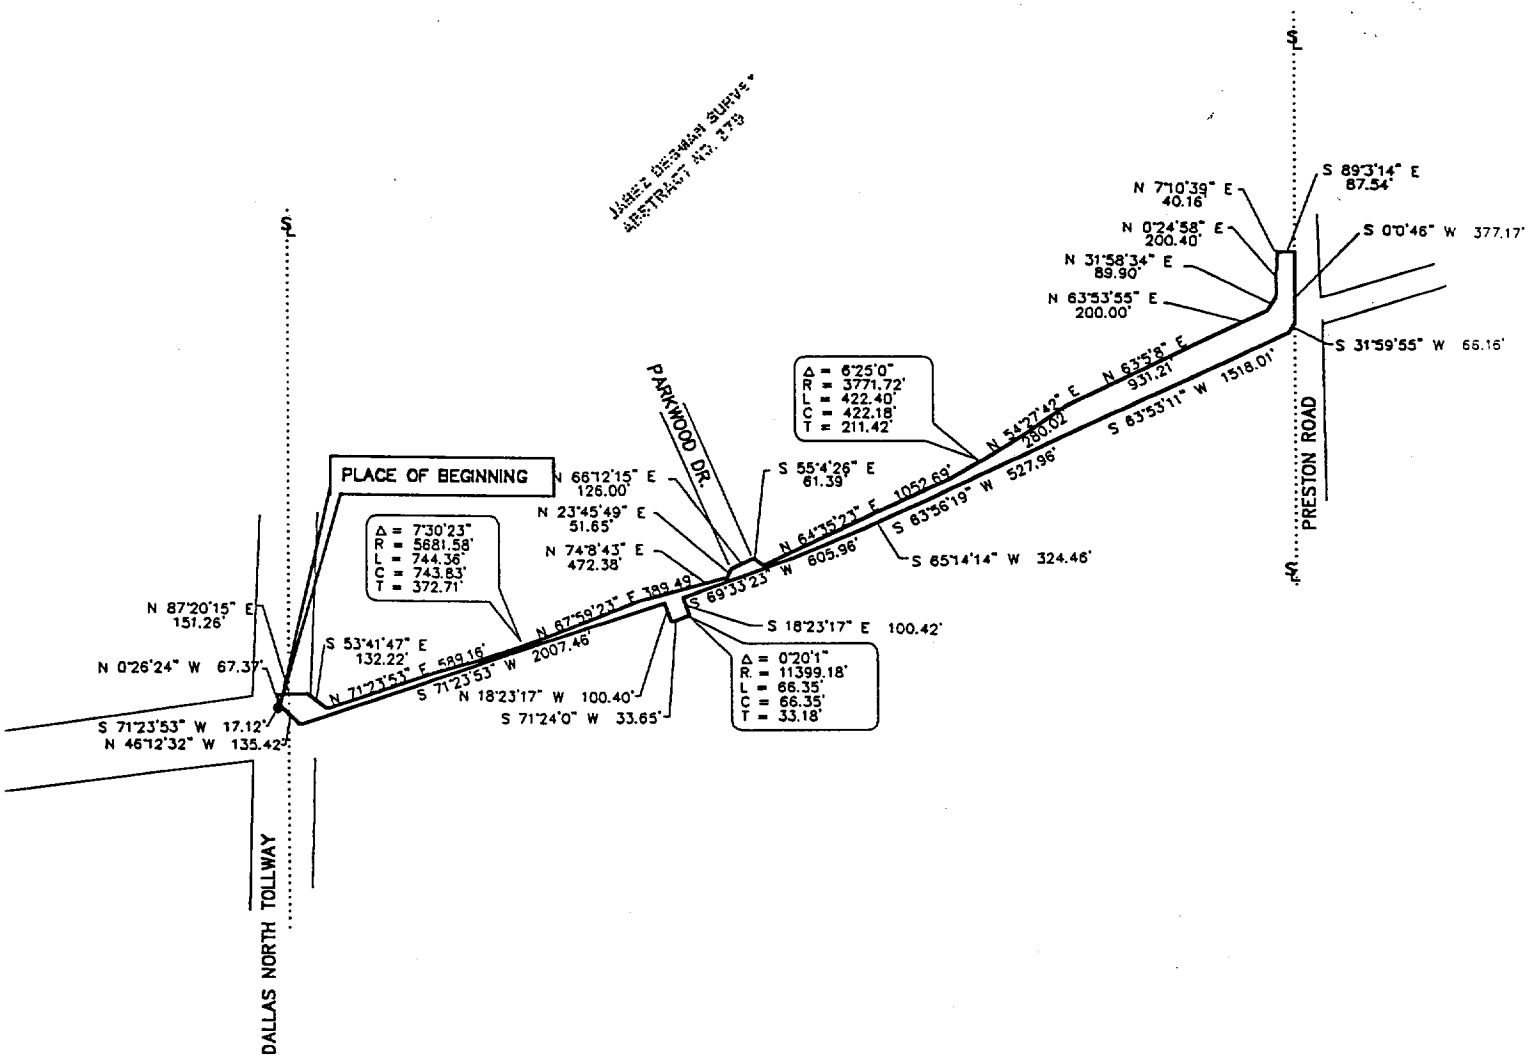 S
L
S
L
ABSTRACT NO. 279
S 89°3'14" E
87.54'
N 7°10'39" E
40.16'
N 0°24'58" E
200.40'
S 0°0'46" W 377.17'
N 31°58'34" E
89.90'
N 63°53'55" E
200.00'
S 31°59'55" W 66.16'
N 63°5'8" E
931.21'
S 63°53'11" W 1518.01'
PRESTON ROAD
S
L
Δ = 6°25'0"
R = 3771.72'
L = 422.40'
C = 422.18'
T = 211.42'
N 54°27'42" E
280.02'
S 63°56'19" W 527.96'
PARKWOOD DR.
PLACE OF BEGINNING
N 66°12'15" E
126.00'
S 55°4'26" E
61.39'
N 64°35'23" E 1052.69'
S 65°14'14" W 324.46'
N 23°45'49" E
51.65'
N 74°8'43" E
472.38'
S 69°33'23" W 605.96'
Δ = 7°30'23"
R = 5681.58'
L = 744.36'
C = 743.83'
T = 372.71'
N 67°59'23" E 389.49
S 18°23'17" E 100.42'
N 87°20'15" E
151.26'
S 53°41'47" E
132.22'
N 0°26'24" W 67.37'
N 71°23'53" E 589.16'
S 71°23'53" W 2007.46'
N 18°23'17" W 100.40'
S 71°24'0" W 33.65'
Δ = 0°20'1"
R = 11399.18'
L = 66.35'
C = 66.35'
T = 33.18'
S 71°23'53" W 17.12'
N 46°12'32" W 135.42'
DALLAS NORTH TOLLWAY